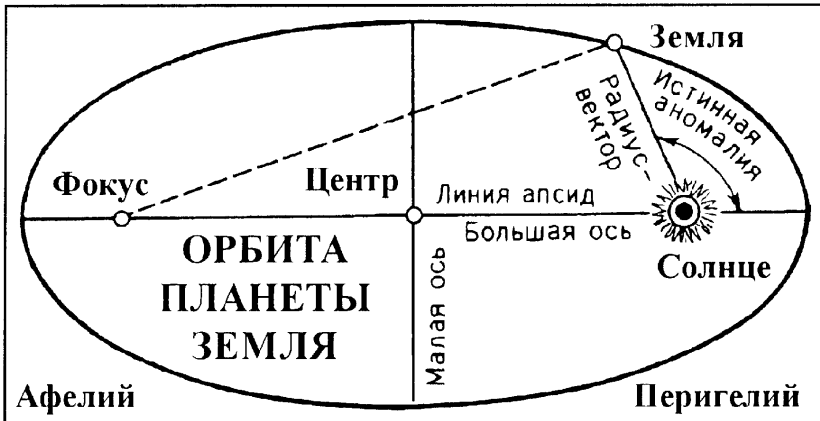 Земля
Истинная
аномалия
Радиус-
вектор
Фокус
Центр
Линия апсид
Большая ось
Солнце
ОРБИТА
ПЛАНЕТЫ
ЗЕМЛЯ
Малая ось
Афелий
Перигелий